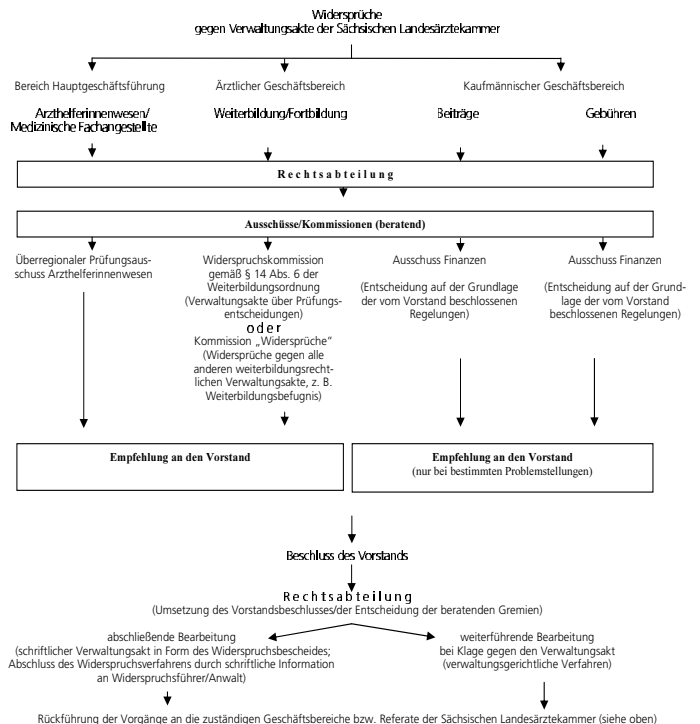 Widersprüche
gegen Verwaltungsakte der Sächsischen Landesärztekammer
Bereich Hauptgeschäftsführung
Ärztlicher Geschäftsbereich
Kaufmännischer Geschäftsbereich
Arzthelferinnenwesen/
Medizinische Fachangestellte
Weiterbildung/Fortbildung
Beiträge
Gebühren
Rechtsabteilung
Ausschüsse/Kommissionen (beratend)
Überregionaler Prüfungsaus-
schuss Arzthelferinnenwesen
Widerspruchskommission
gemäß § 14 Abs. 6 der
Weiterbildungsordnung
(Verwaltungsakte über Prüfungs-
entscheidungen)
oder
Kommission „Widersprüche“
(Widersprüche gegen alle
anderen weiterbildungsrecht-
lichen Verwaltungsakte, z. B.
Weiterbildungsbefugnis)
Ausschuss Finanzen
(Entscheidung auf der Grundlage
der vom Vorstand beschlossenen
Regelungen)
Ausschuss Finanzen
(Entscheidung auf der Grund-
lage der vom Vorstand
beschlossenen Regelungen)
Empfehlung an den Vorstand
Empfehlung an den Vorstand
(nur bei bestimmten Problemstellungen)
Beschluss des Vorstands
Rechtsabteilung
(Umsetzung des Vorstandsbeschlusses/der Entscheidung der beratenden Gremien)
abschließende Bearbeitung
(schriftlicher Verwaltungsakt in Form des Widerspruchsbescheides;
Abschluss des Widerspruchsverfahrens durch schriftliche Information
an Widerspruchsführer/Anwalt)
weiterführende Bearbeitung
bei Klage gegen den Verwaltungsakt
(verwaltungsgerichtliche Verfahren)
Rückführung der Vorgänge an die zuständigen Geschäftsbereiche bzw. Referate der Sächsischen Landesärztekammer (siehe oben)